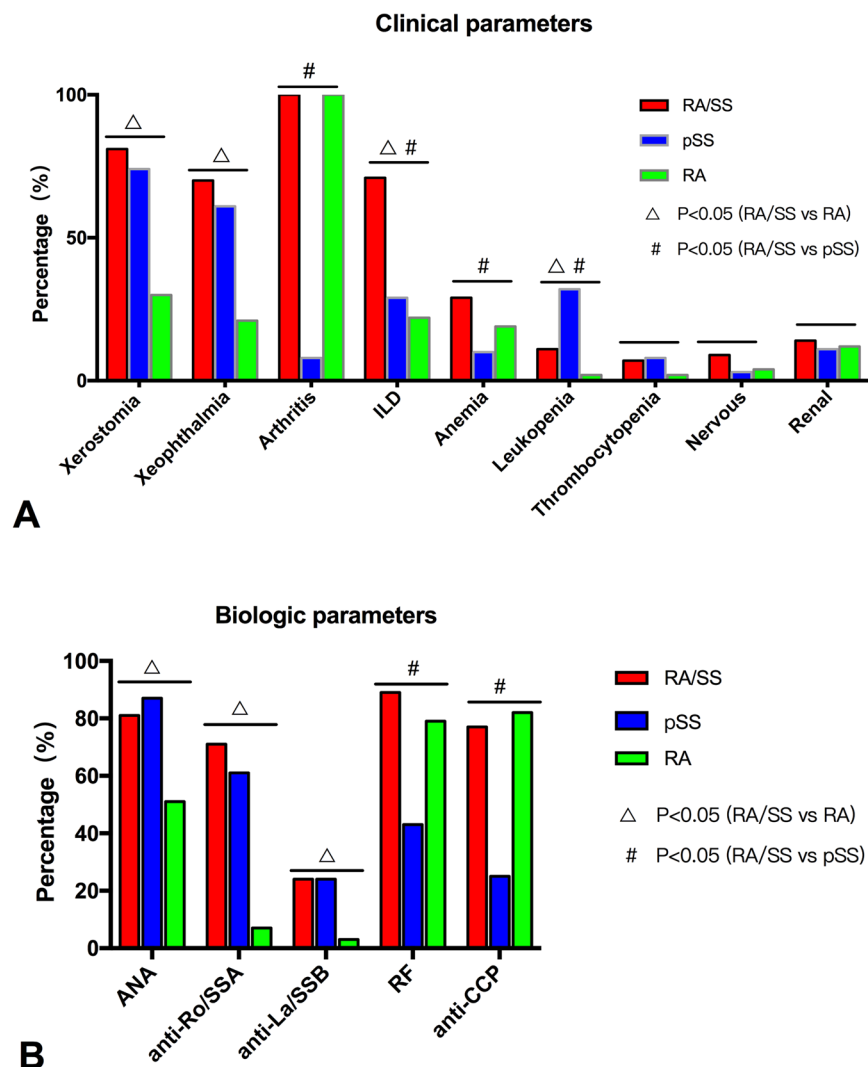 Clinical parameters
Percentage (%)
100
50
0
#
△
△
△ #
#
△ #
RA/SS
pSS
RA
△ P<0.05 (RA/SS vs RA)
# P<0.05 (RA/SS vs pSS)
Xerostomia
Xeophthalmia
Arthritis
ILD
Anemia
Leukopenia
Thrombocytopenia
Nervous
Renal
A
Biologic parameters
Percentage (%)
100
80
60
40
20
0
△
△
△
#
#
RA/SS
pSS
RA
△ P<0.05 (RA/SS vs RA)
# P<0.05 (RA/SS vs pSS)
ANA
anti-Ro/SSA
anti-La/SSB
RF
anti-CCP
B